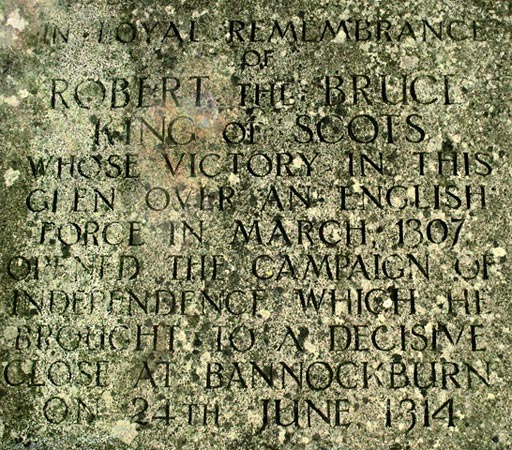 IN LOYAL REMEMBRANCE
OF
ROBERT THE BRUCE
KING OF SCOTS
WHOSE VICTORY IN THIS
GLEN OVER AN ENGLISH
FORCE IN MARCH, 1307
OPENED THE CAMPAIGN OF
INDEPENDENCE WHICH HE
BROUGHT TO A DECISIVE
CLOSE AT BANNOCKBURN
ON 24TH JUNE 1314.